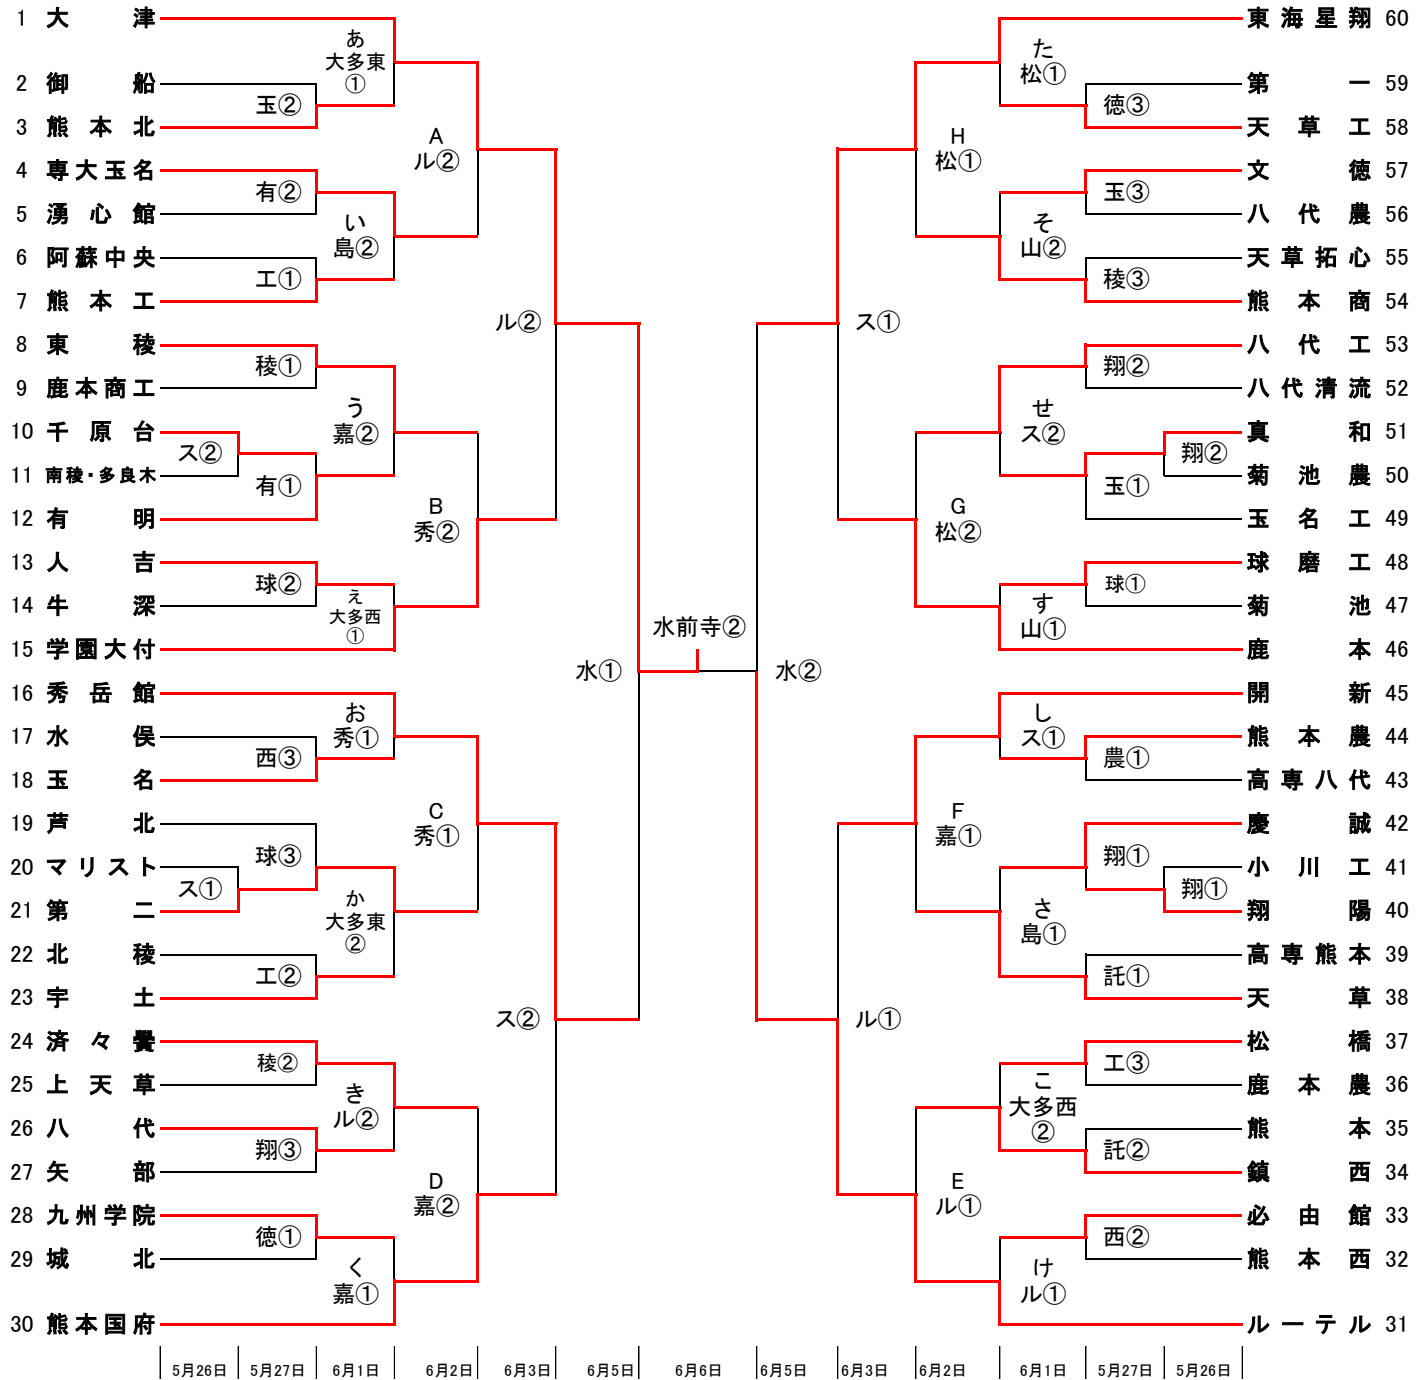 1 大津
2 御船
3 熊本北
4 専大玉名
5 湧心館
6 阿蘇中央
7 熊本工
8 東稜
9 鹿本商工
10 千原台
11 南稜・多良木
12 有明
13 人吉
14 牛深
15 学園大付
16 秀岳館
17 水俣
18 玉名
19 芦北
20 マリスト
21 第二
22 北稜
23 宇土
24 済々黌
25 上天草
26 八代
27 矢部
28 九州学院
29 城北
30 熊本国府
ス②
ス①
玉②
有②
工①
稜①
有①
球②
西③
球③
工②
稜②
翔③
徳①
あ
大多東
①
い
島②
う
嘉②
え
大多西
①
お
秀①
か
大多東
②
き
ル②
く
嘉①
A
ル②
B
秀②
C
秀①
D
嘉②
ル②
ス②
水①
水前寺②
水②
ス①
ル①
H
松①
G
松②
F
嘉①
E
ル①
た
松①
そ
山②
せ
ス②
す
山①
し
ス①
さ
島①
こ
大多西
②
け
ル①
徳③
玉③
稜③
翔②
玉①
球①
農①
翔①
託①
工③
託②
西②
翔②
翔①
東海星翔 60
第一 59
天草工 58
文徳 57
八代農 56
天草拓心 55
熊本商 54
八代工 53
八代清流 52
真和 51
菊池農 50
玉名工 49
球磨工 48
菊池 47
鹿本 46
開新 45
熊本農 44
高専八代 43
慶誠 42
小川工 41
翔陽 40
高専熊本 39
天草 38
松橋 37
鹿本農 36
熊本 35
鎮西 34
必由館 33
熊本西 32
ルーテル 31
5月26日 5月27日 6月1日 6月2日 6月3日 6月5日 6月6日 6月5日 6月3日 6月2日 6月1日 5月27日 5月26日